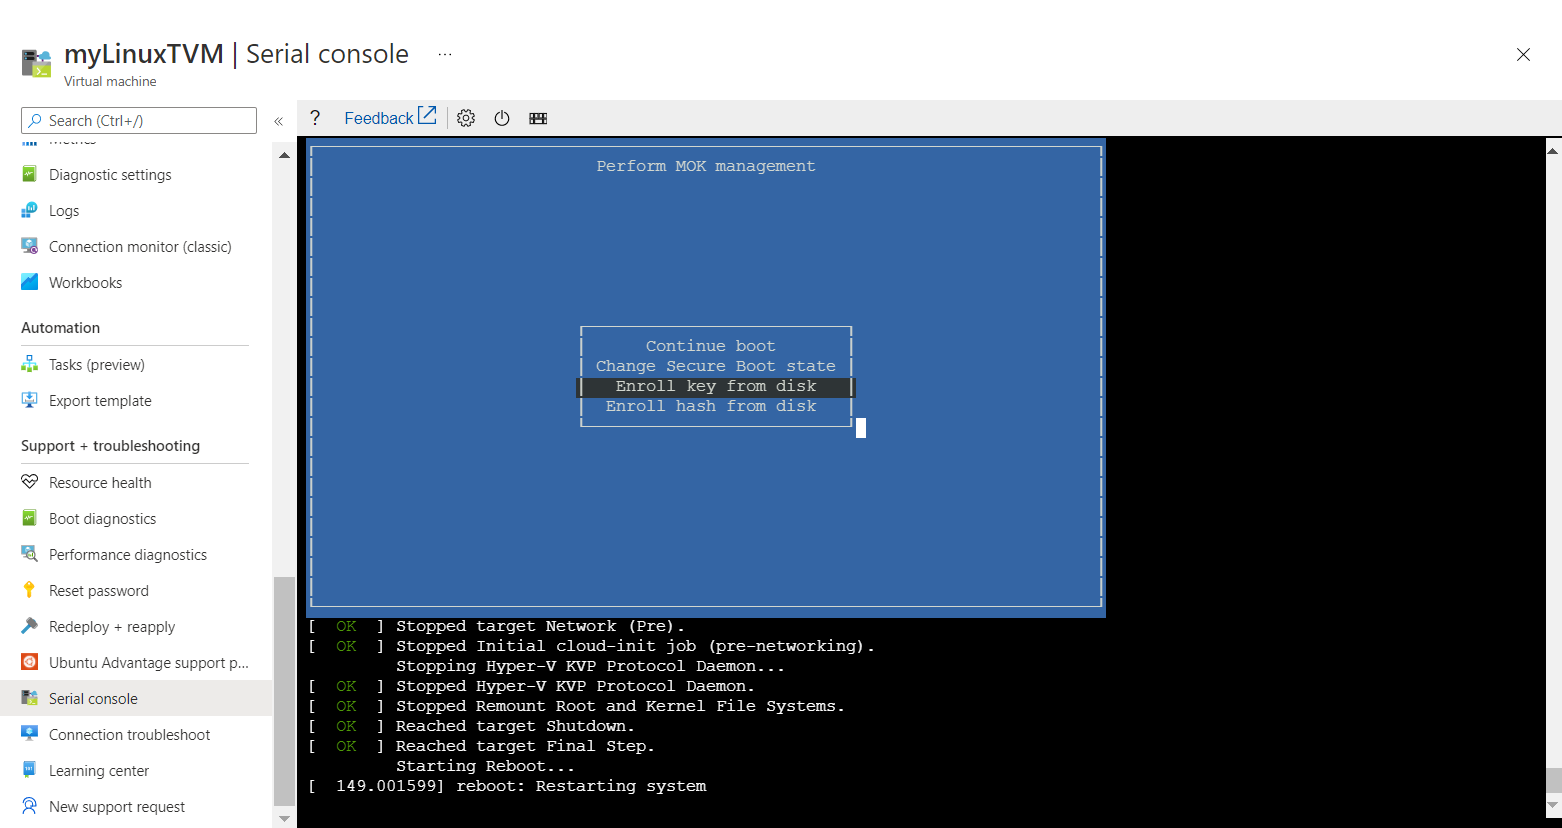 myLinuxTVM | Serial console ...
Virtual machine
Search (Ctrl+/)
«
? Feedback
Metrics
Diagnostic settings
Logs
Connection monitor (classic)
Workbooks
Automation
Tasks (preview)
Export template
Support + troubleshooting
Resource health
Boot diagnostics
Performance diagnostics
Reset password
Redeploy + reapply
Ubuntu Advantage support p...
Serial console
Connection troubleshoot
Learning center
New support request
Perform MOK management
Continue boot
Change Secure Boot state
Enroll key from disk
Enroll hash from disk
[  OK  ] Stopped target Network (Pre).
[  OK  ] Stopped Initial cloud-init job (pre-networking).
Stopping Hyper-V KVP Protocol Daemon...
[  OK  ] Stopped Hyper-V KVP Protocol Daemon.
[  OK  ] Stopped Remount Root and Kernel File Systems.
[  OK  ] Reached target Shutdown.
[  OK  ] Reached target Final Step.
Starting Reboot...
[  149.001599] reboot: Restarting system